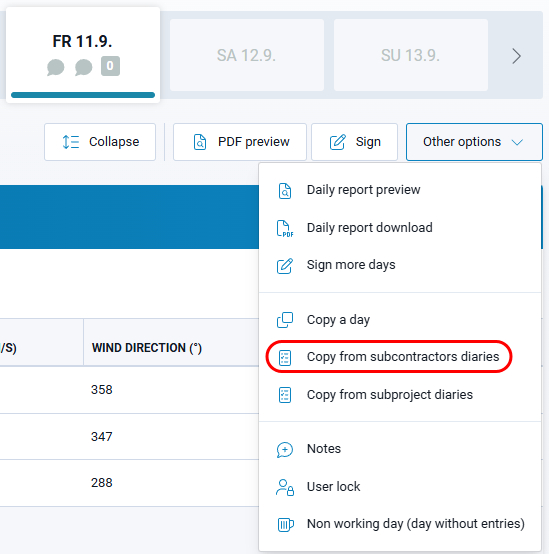 FR 11.9.
0
SA 12.9.
SU 13.9.
Collapse
PDF preview
Sign
Other options
Daily report preview
PDF
Daily report download
Sign more days
Copy a day
Copy from subcontractors diaries
Copy from subproject diaries
Notes
User lock
Non working day (day without entries)
/S)
WIND DIRECTION (°)
358
347
288